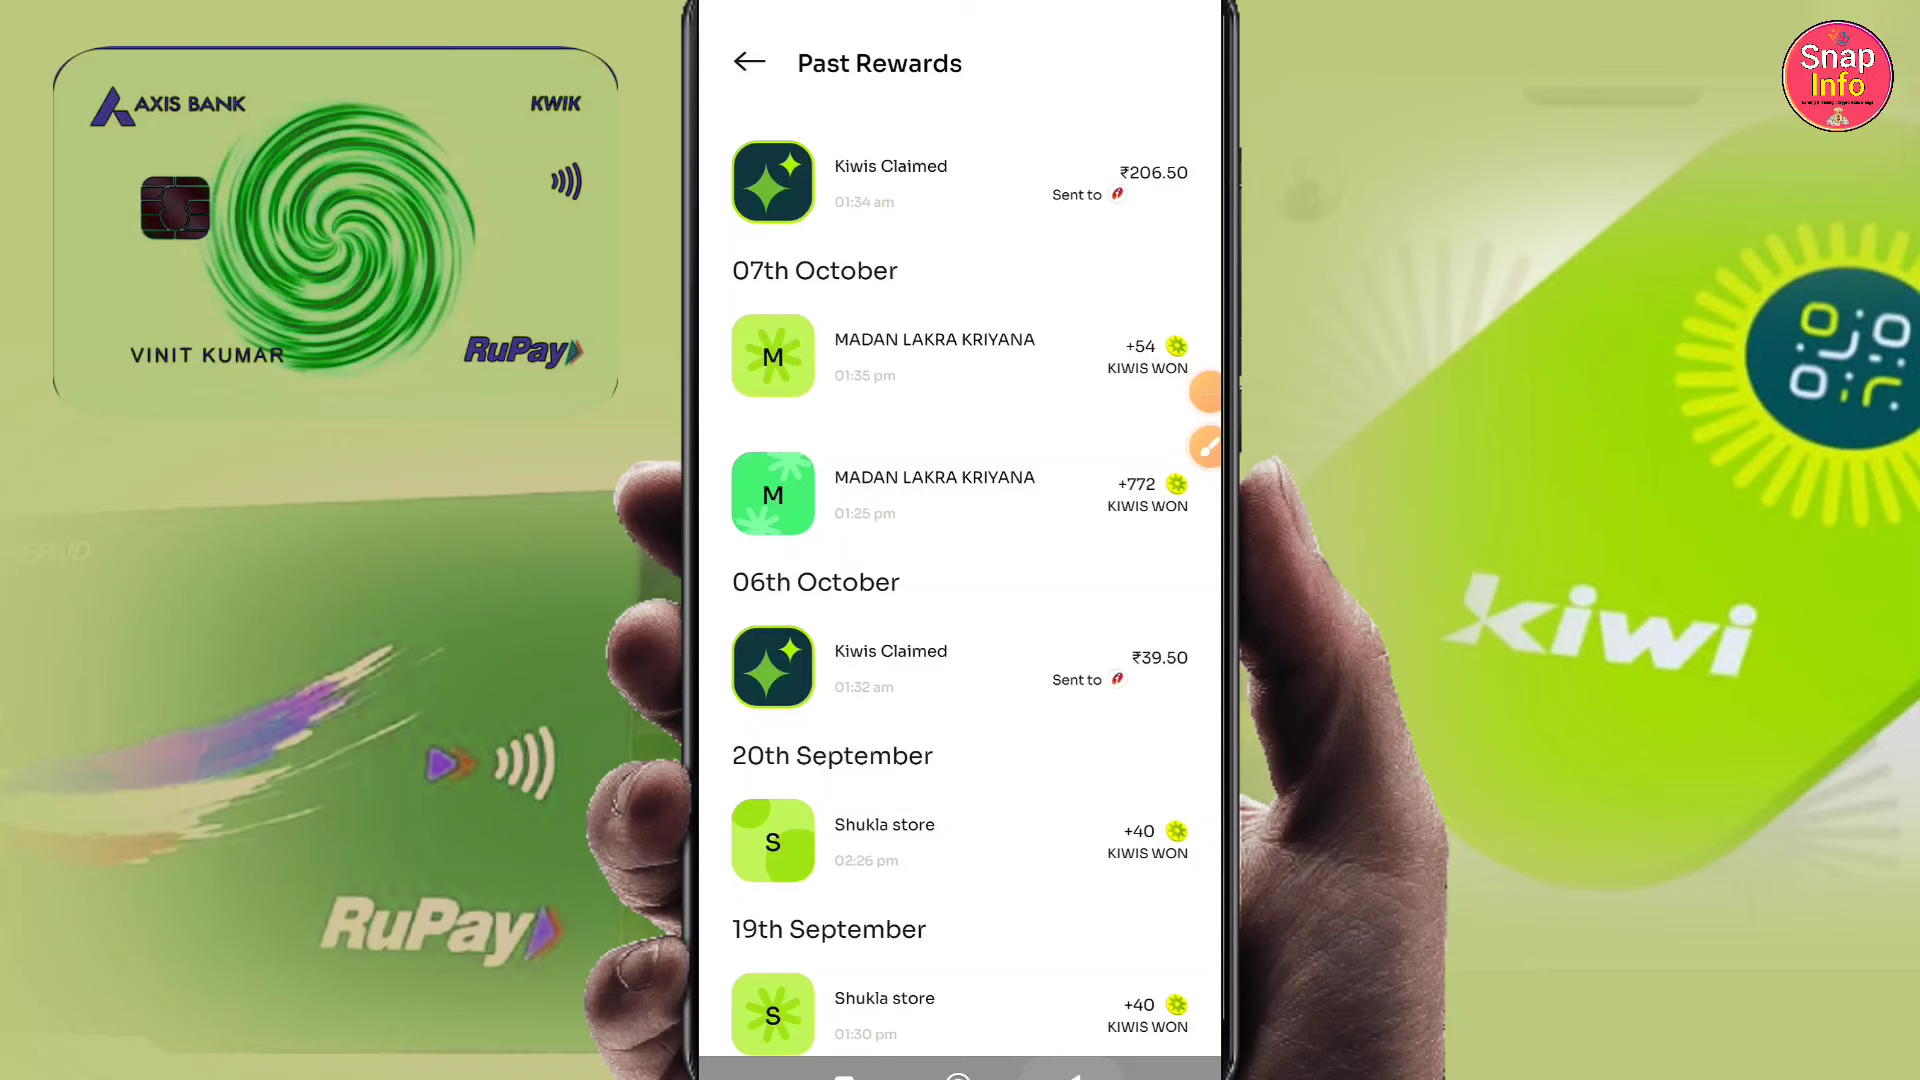 AXIS BANK
KWIK
VINIT KUMAR
RuPay
RuPay
Past Rewards
Kiwis Claimed
₹206.50
01:34 am
Sent to
07th October
M
MADAN LAKRA KRIYANA
+54
01:35 pm
KIWIS WON
M
MADAN LAKRA KRIYANA
+772
01:25 pm
KIWIS WON
06th October
Kiwis Claimed
₹39.50
01:32 am
Sent to
20th September
S
Shukla store
+40
02:26 pm
KIWIS WON
19th September
S
Shukla store
+40
01:30 pm
KIWIS WON
Snap
Info
kiwi